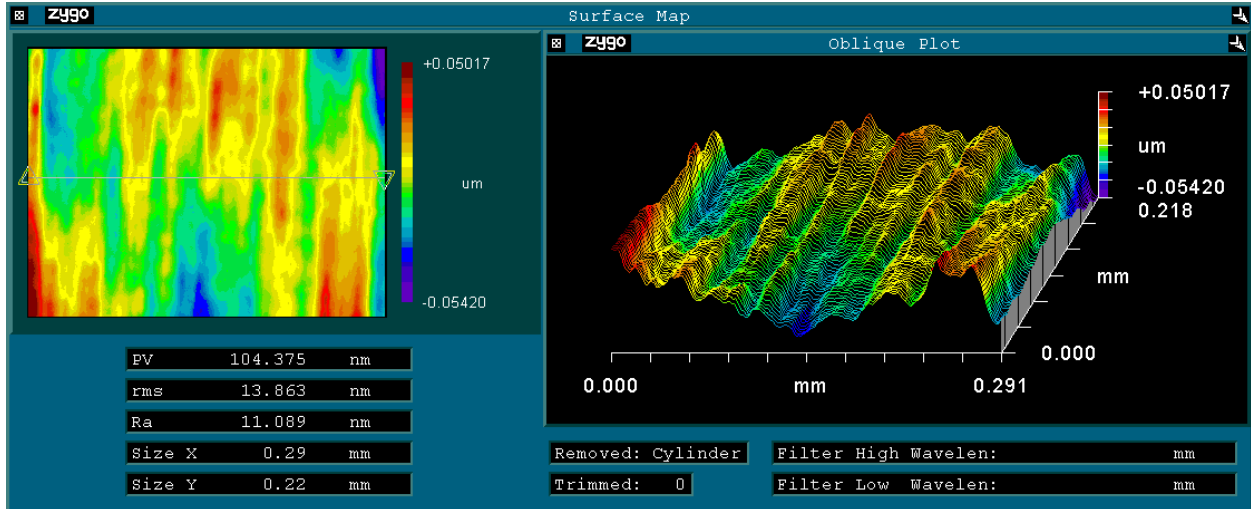 zygo Surface Map
+0.05017
um
-0.05420
zygo Oblique Plot
+0.05017
um
-0.05420
0.218
mm
0.000
0.000 mm 0.291
PV 104.375 nm
rms 13.863 nm
Ra 11.089 nm
Size X 0.29 mm
Size Y 0.22 mm
Removed: Cylinder
Trimmed: 0
Filter High Wavelen: mm
Filter Low Wavelen: mm